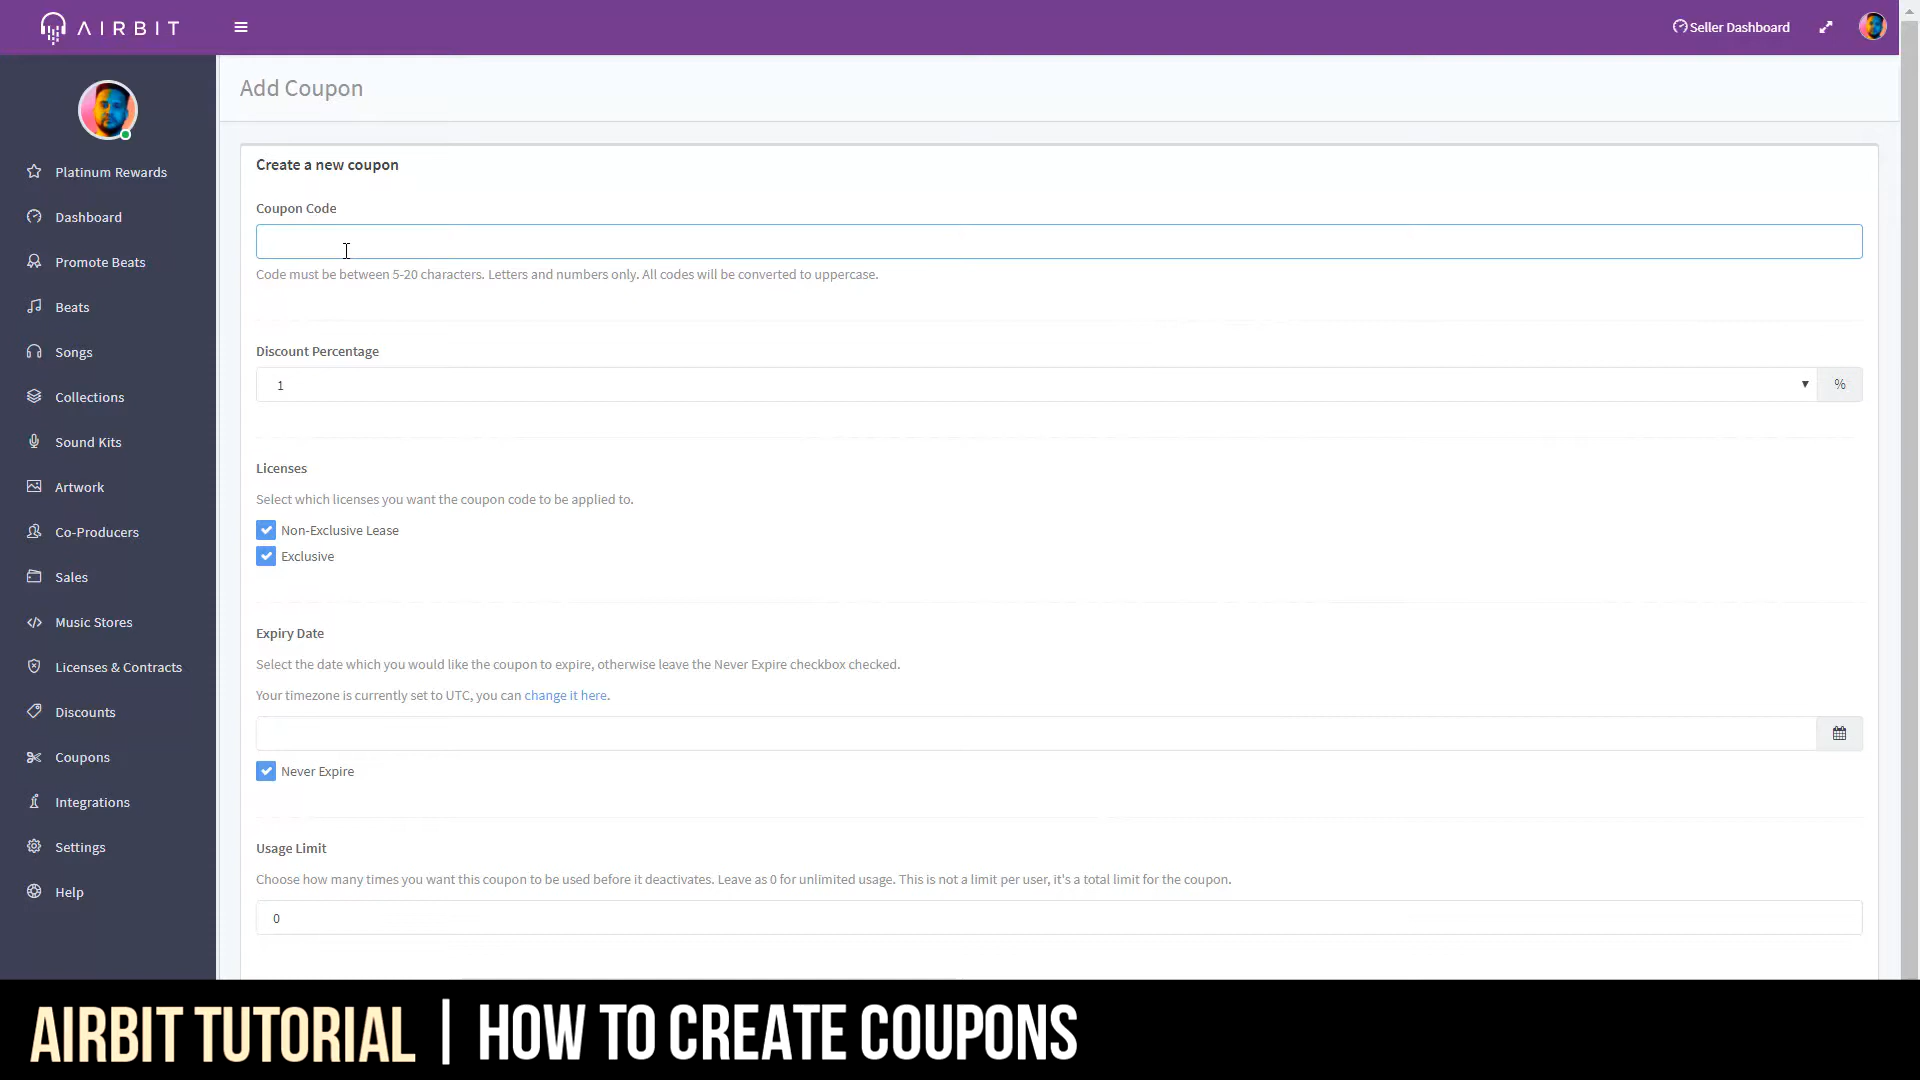 AIRBIT
Seller Dashboard
Add Coupon
Platinum Rewards
Dashboard
Promote Beats
Beats
Songs
Collections
Sound Kits
Artwork
Co-Producers
Sales
Music Stores
Licenses & Contracts
Discounts
Coupons
Integrations
Settings
Help
Create a new coupon
Coupon Code
Code must be between 5-20 characters. Letters and numbers only. All codes will be converted to uppercase.
Discount Percentage
1 %
Licenses
Select which licenses you want the coupon code to be applied to.
Non-Exclusive Lease
Exclusive
Expiry Date
Select the date which you would like the coupon to expire, otherwise leave the Never Expire checkbox checked.
Your timezone is currently set to UTC, you can change it here.
Never Expire
Usage Limit
Choose how many times you want this coupon to be used before it deactivates. Leave as 0 for unlimited usage. This is not a limit per user, it's a total limit for the coupon.
0
AIRBIT TUTORIAL | HOW TO CREATE COUPONS